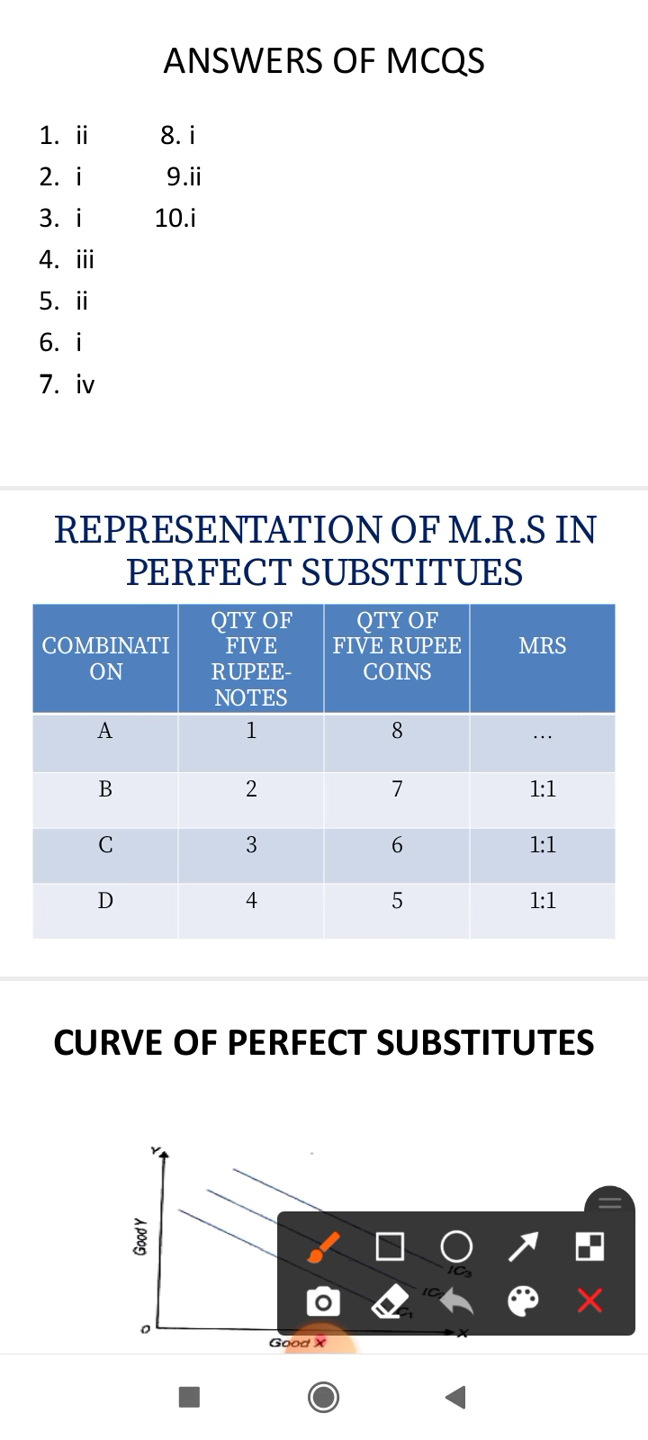 ANSWERS OF MCQS
1. ii 8. i
2. i 9.ii
3. i 10.i
4. iii
5. ii
6. i
7. iv
REPRESENTATION OF M.R.S IN
PERFECT SUBSTITUES
COMBINATI
ON
QTY OF
FIVE
RUPEE-
NOTES
QTY OF
FIVE RUPEE
COINS
MRS
A 1 8 ...
B 2 7 1:1
C 3 6 1:1
D 4 5 1:1
CURVE OF PERFECT SUBSTITUTES
Y
Good Y
IC3
O
X
Good X